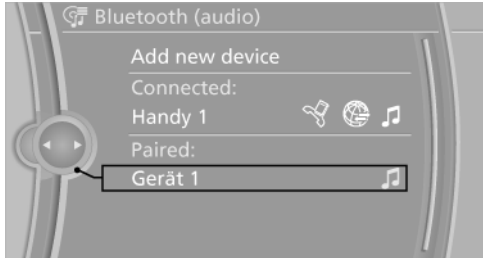 Bluetooth (audio)
Add new device
Connected:
Handy 1
Paired:
Gerät 1